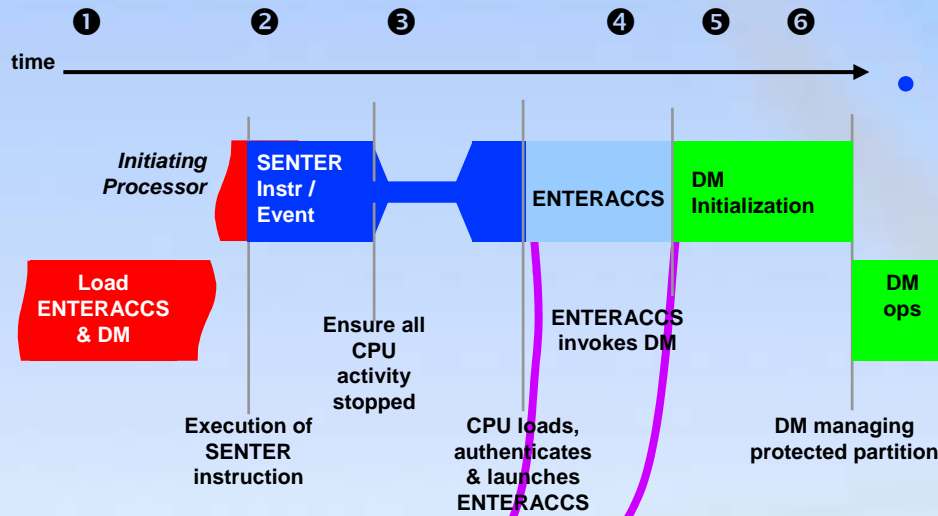 ❶ ❷ ❸ ❹ ❺ ❻
time
Initiating
Processor
SENTER
Instr /
Event
ENTERACCS
DM
Initialization
Load
ENTERACCS
& DM
DM
ops
Ensure all
CPU
activity
stopped
ENTERACCS
invokes DM
Execution of
SENTER
instruction
CPU loads,
authenticates
& launches
ENTERACCS
DM managing
protected partition